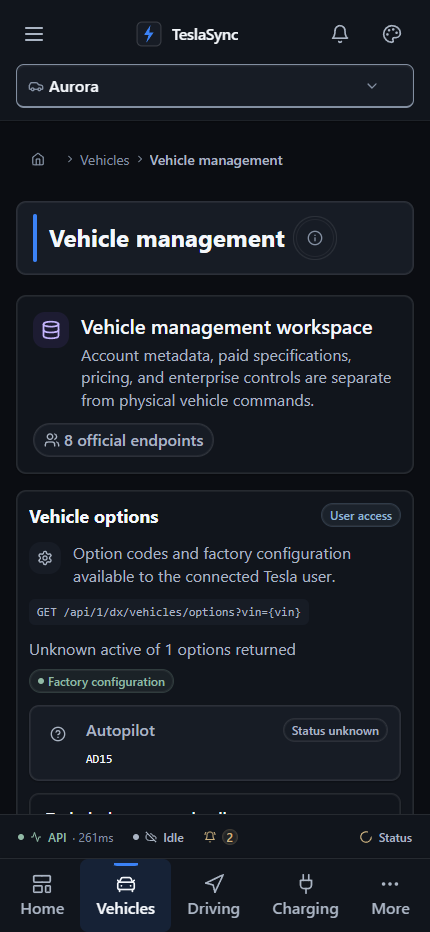 TeslaSync
Aurora
Vehicles
Vehicle management
Vehicle management
Vehicle management workspace
Account metadata, paid specifications,
pricing, and enterprise controls are separate
from physical vehicle commands.
8 official endpoints
Vehicle options
User access
Option codes and factory configuration
available to the connected Tesla user.
GET /api/1/dx/vehicles/options?vin={vin}
Unknown active of 1 options returned
Factory configuration
Autopilot
Status unknown
AD15
API · 261ms
Idle
2
Status
Home
Vehicles
Driving
Charging
More